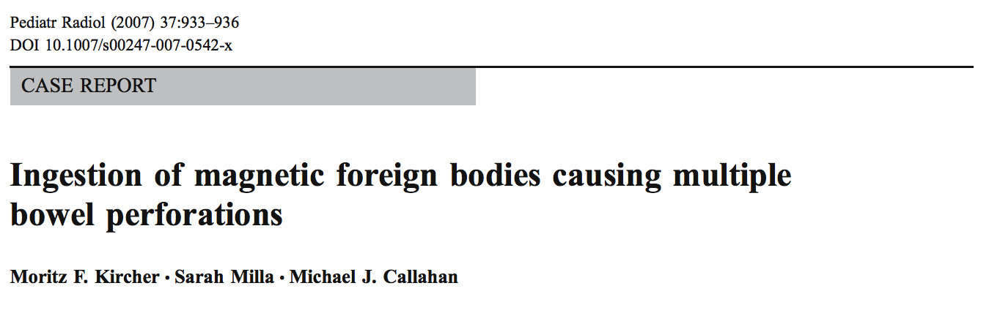 Pediatr Radiol (2007) 37:933–936
DOI 10.1007/s00247-007-0542-x
CASE REPORT
Ingestion of magnetic foreign bodies causing multiple
bowel perforations
Moritz F. Kircher · Sarah Milla · Michael J. Callahan